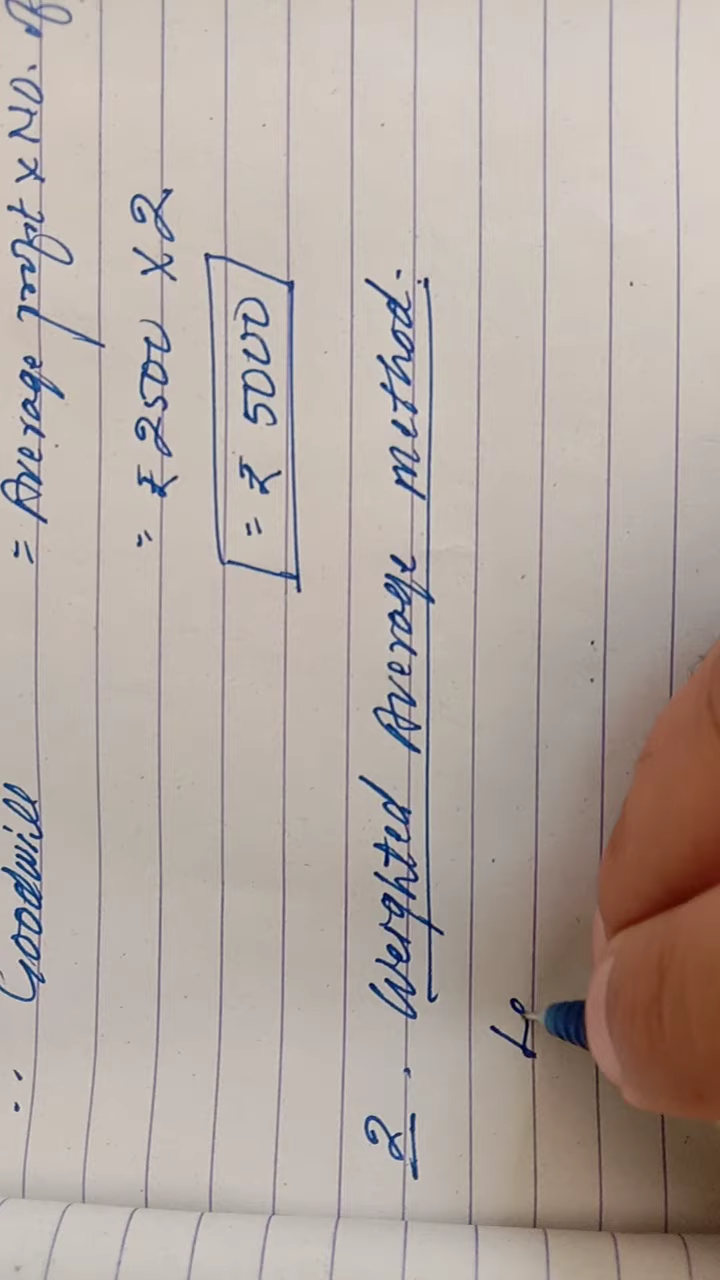 ∴ Goodwill = Average profit x No. of
= ₹ 2500 x 2
= ₹ 5000
2. Weighted Average method.